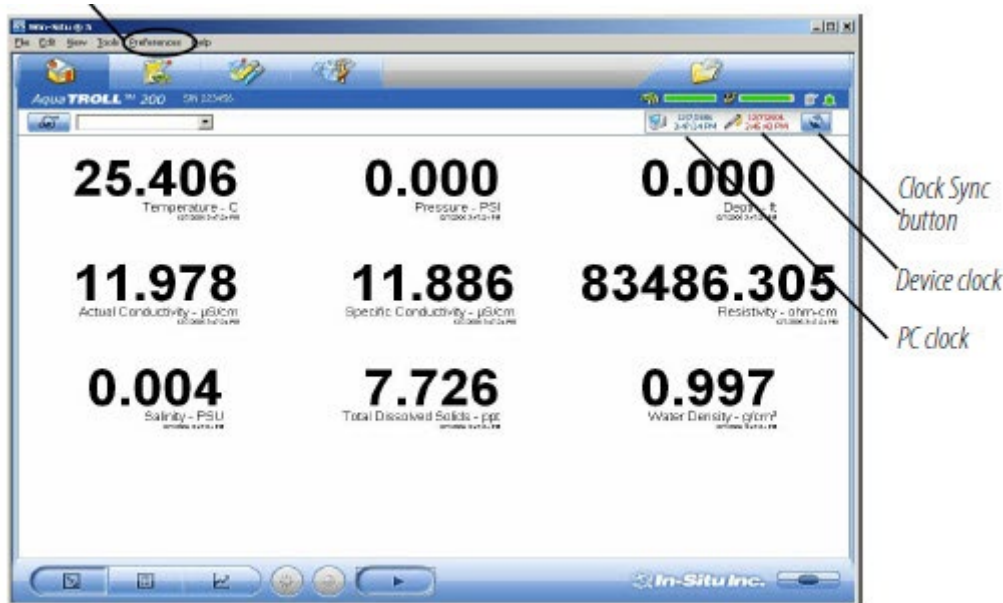 Win-Situ ® 5
File Edit View Tools Preferences Help
Aqua TROLL™ 200 SN 123456
25.406
Temperature - C
0.000
Pressure - PSI
0.000
Depth - ft
11.978
Actual Conductivity - µS/cm
11.886
Specific Conductivity - µS/cm
83486.305
Resistivity - ohm-cm
0.004
Salinity - PSU
7.726
Total Dissolved Solids - ppt
0.997
Water Density - g/cm³
In-Situ Inc.
Clock Sync
button
Device clock
PC clock